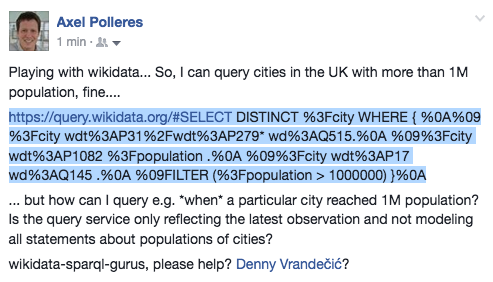 Axel Polleres
1 min ·
Playing with wikidata... So, I can query cities in the UK with more than 1M
population, fine....
https://query.wikidata.org/#SELECT DISTINCT %3Fcity WHERE { %0A%09
%3Fcity wdt%3AP31%2Fwdt%3AP279* wd%3AQ515.%0A %09%3Fcity
wdt%3AP1082 %3Fpopulation .%0A %09%3Fcity wdt%3AP17
wd%3AQ145 .%0A %09FILTER (%3Fpopulation > 1000000) }%0A
... but how can I query e.g. *when* a particular city reached 1M population?
Is the query service only reflecting the latest observation and not modeling
all statements about populations of cities?
wikidata-sparql-gurus, please help? Denny Vrandečić?